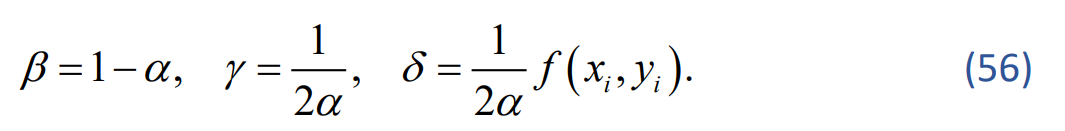 β = 1 − α, γ = 1/2α, δ = 1/2α f(xᵢ, yᵢ). (56)